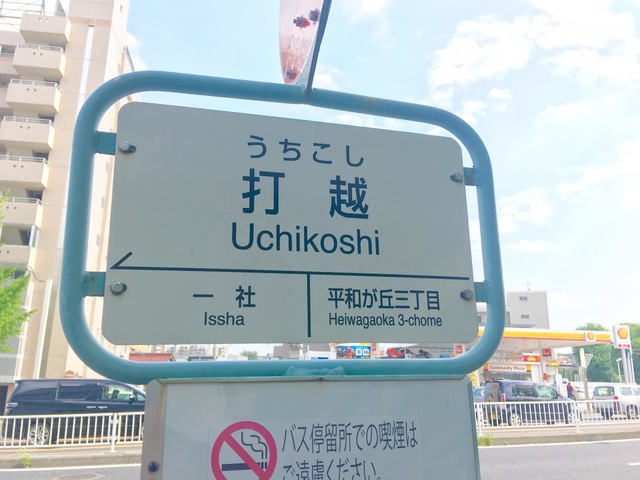 うちこし
打越
Uchikoshi
一社
Issha
平和が丘三丁目
Heiwagaoka 3-chome
バス停留所での喫煙は
ご遠慮ください。